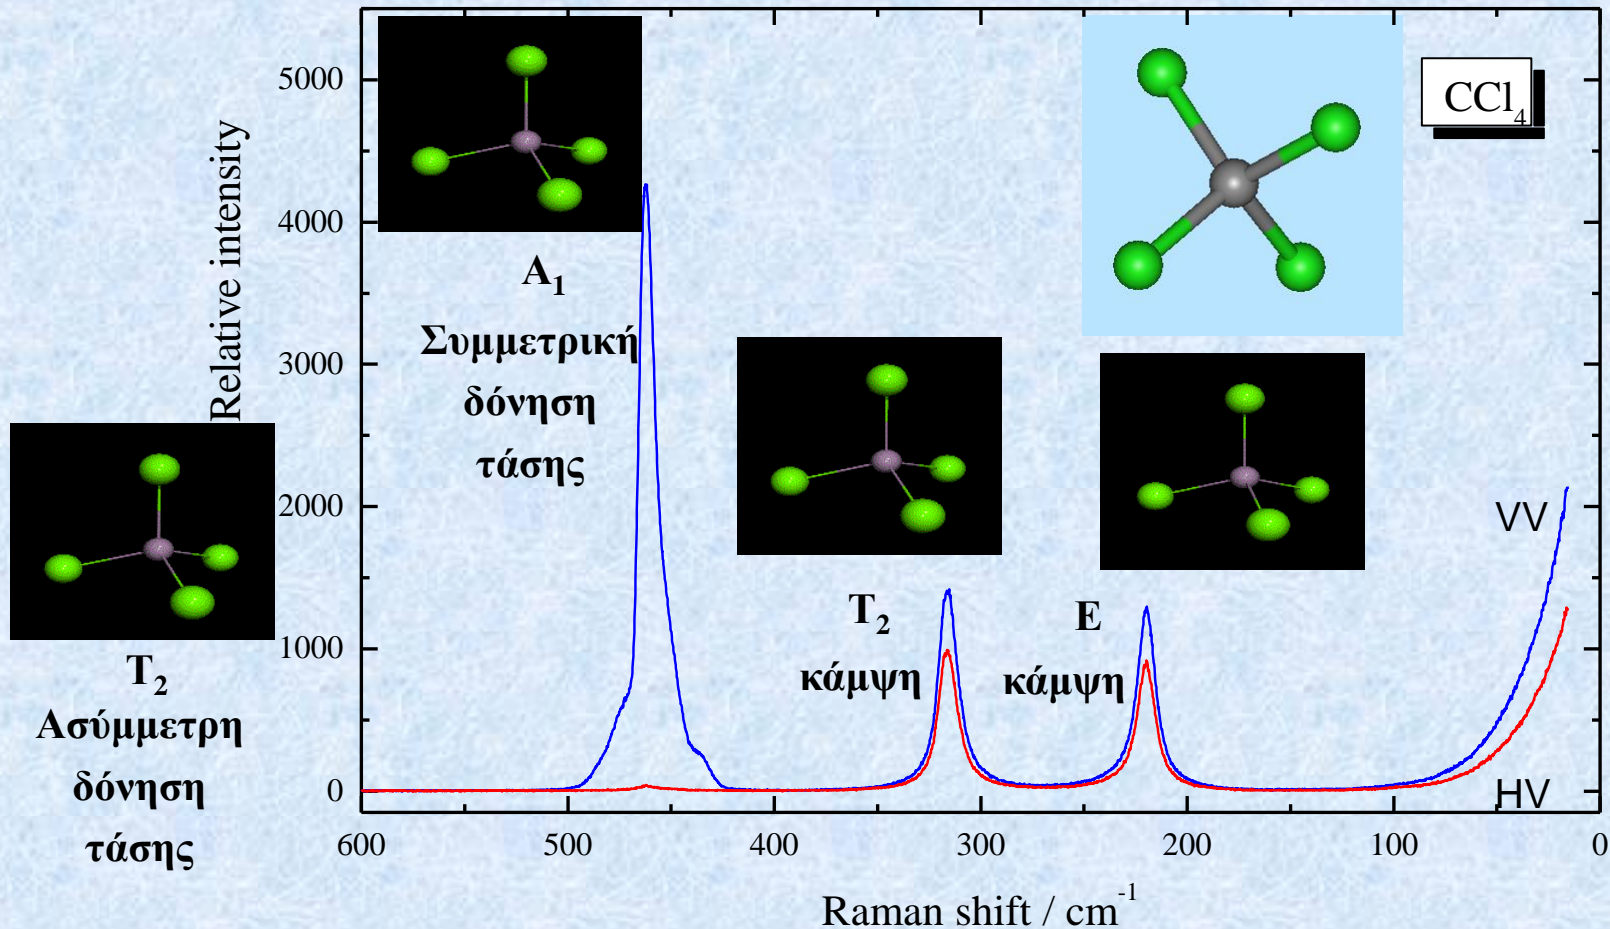 CCl₄
5000
4000
3000
2000
1000
0
Relative intensity
A₁
Συμμετρική
δόνηση
τάσης
T₂
Ασύμμετρη
δόνηση
τάσης
T₂
κάμψη
E
κάμψη
VV
HV
600 500 400 300 200 100 0
Raman shift / cm⁻¹